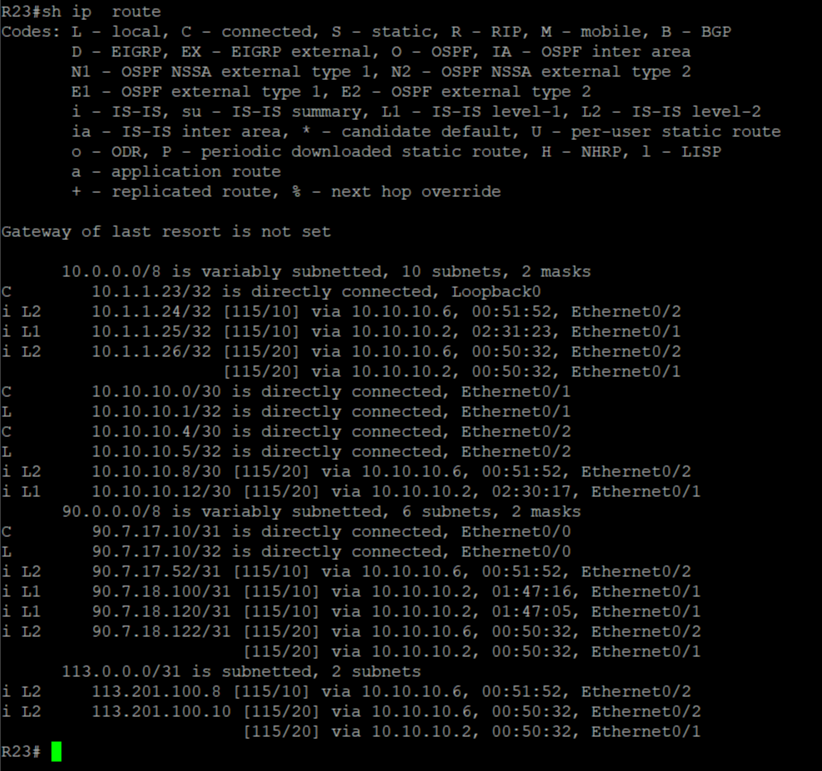 R23#sh ip  route
Codes: L - local, C - connected, S - static, R - RIP, M - mobile, B - BGP
       D - EIGRP, EX - EIGRP external, O - OSPF, IA - OSPF inter area
       N1 - OSPF NSSA external type 1, N2 - OSPF NSSA external type 2
       E1 - OSPF external type 1, E2 - OSPF external type 2
       i - IS-IS, su - IS-IS summary, L1 - IS-IS level-1, L2 - IS-IS level-2
       ia - IS-IS inter area, * - candidate default, U - per-user static route
       o - ODR, P - periodic downloaded static route, H - NHRP, l - LISP
       a - application route
       + - replicated route, % - next hop override
Gateway of last resort is not set
      10.0.0.0/8 is variably subnetted, 10 subnets, 2 masks
C        10.1.1.23/32 is directly connected, Loopback0
i L2     10.1.1.24/32 [115/10] via 10.10.10.6, 00:51:52, Ethernet0/2
i L1     10.1.1.25/32 [115/10] via 10.10.10.2, 02:31:23, Ethernet0/1
i L2     10.1.1.26/32 [115/20] via 10.10.10.6, 00:50:32, Ethernet0/2
                      [115/20] via 10.10.10.2, 00:50:32, Ethernet0/1
C        10.10.10.0/30 is directly connected, Ethernet0/1
L        10.10.10.1/32 is directly connected, Ethernet0/1
C        10.10.10.4/30 is directly connected, Ethernet0/2
L        10.10.10.5/32 is directly connected, Ethernet0/2
i L2     10.10.10.8/30 [115/20] via 10.10.10.6, 00:51:52, Ethernet0/2
i L1     10.10.10.12/30 [115/20] via 10.10.10.2, 02:30:17, Ethernet0/1
      90.0.0.0/8 is variably subnetted, 6 subnets, 2 masks
C        90.7.17.10/31 is directly connected, Ethernet0/0
L        90.7.17.10/32 is directly connected, Ethernet0/0
i L2     90.7.17.52/31 [115/10] via 10.10.10.6, 00:51:52, Ethernet0/2
i L1     90.7.18.100/31 [115/10] via 10.10.10.2, 01:47:16, Ethernet0/1
i L1     90.7.18.120/31 [115/10] via 10.10.10.2, 01:47:05, Ethernet0/1
i L2     90.7.18.122/31 [115/20] via 10.10.10.6, 00:50:32, Ethernet0/2
                        [115/20] via 10.10.10.2, 00:50:32, Ethernet0/1
      113.0.0.0/31 is subnetted, 2 subnets
i L2     113.201.100.8 [115/10] via 10.10.10.6, 00:51:52, Ethernet0/2
i L2     113.201.100.10 [115/20] via 10.10.10.6, 00:50:32, Ethernet0/2
                        [115/20] via 10.10.10.2, 00:50:32, Ethernet0/1
R23#